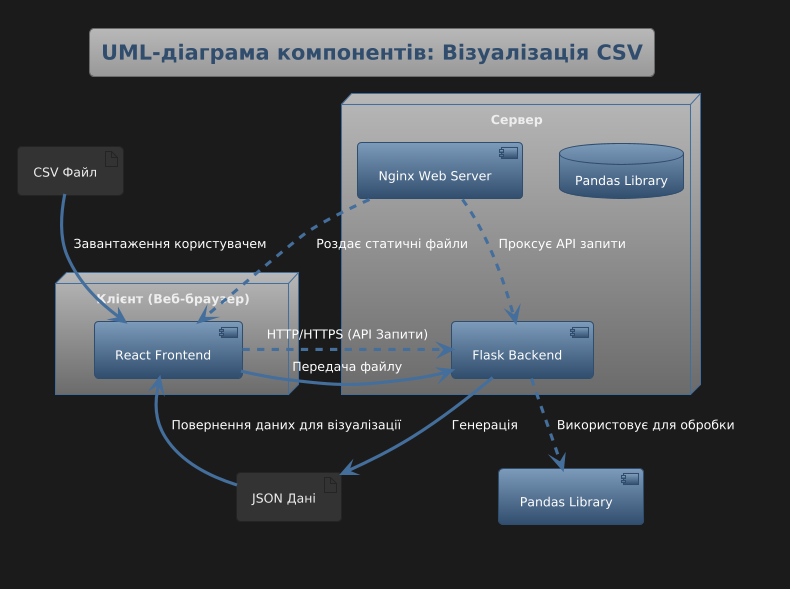 UML-діаграма компонентів: Візуалізація CSV
Сервер
CSV Файл
Nginx Web Server
Pandas Library
Завантаження користувачем
Роздає статичні файли
Проксує API запити
Клієнт (Веб-браузер)
HTTP/HTTPS (API Запити)
React Frontend
Flask Backend
Передача файлу
Повернення даних для візуалізації
Генерація
Використовує для обробки
JSON Дані
Pandas Library